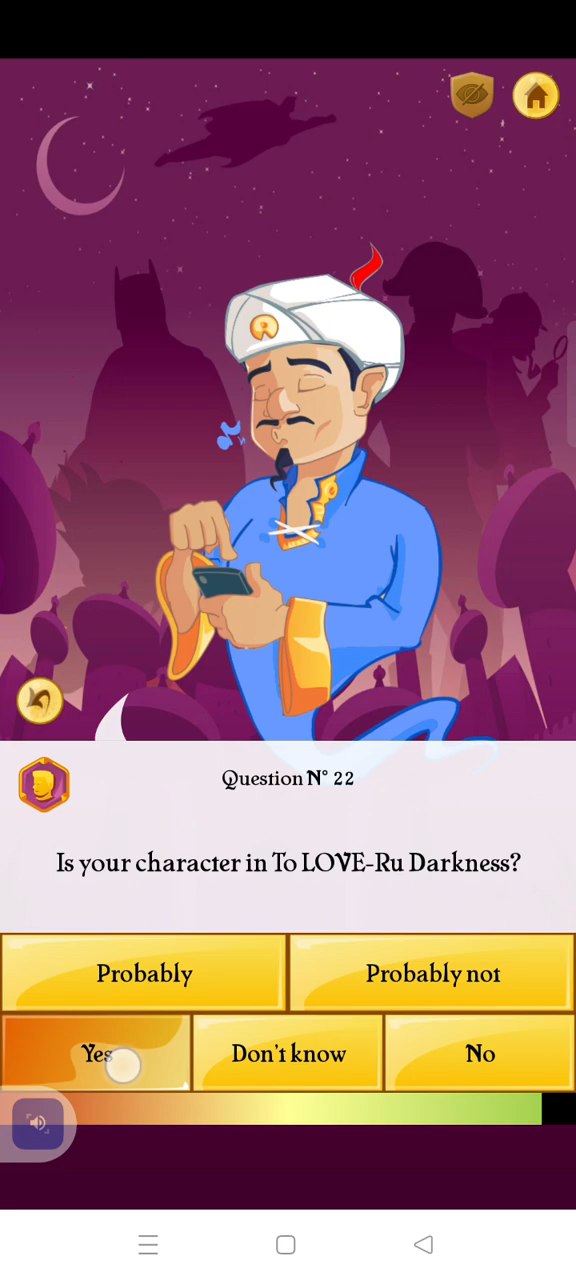 Question N° 22
Is your character in To LOVE-Ru Darkness?
Probably
Probably not
Yes
Don't know
No